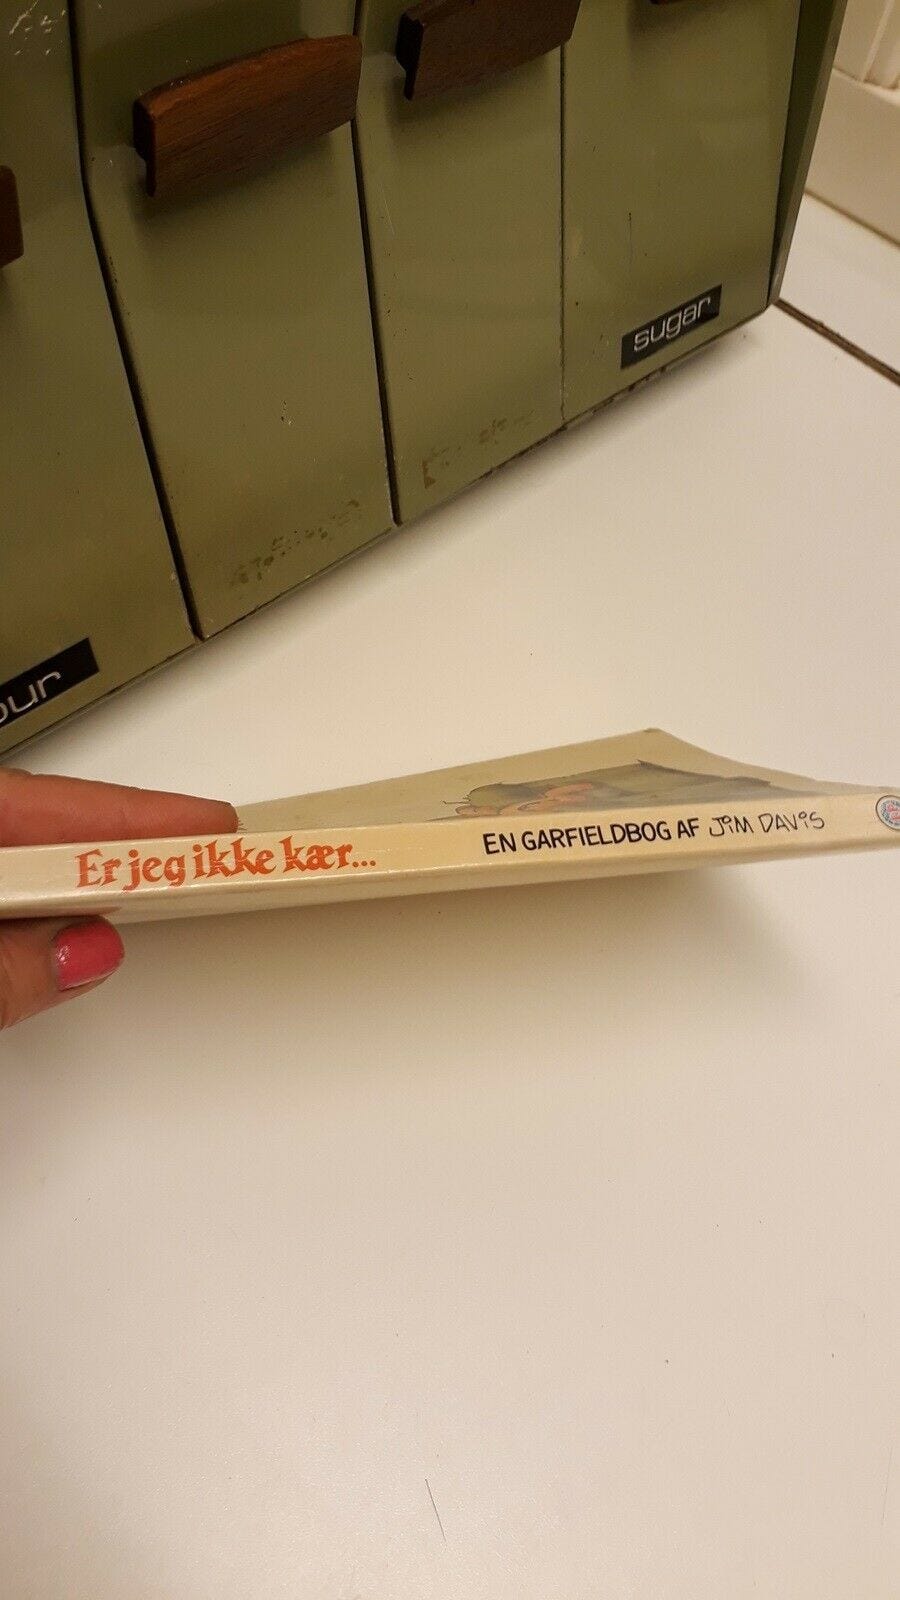 sugar
our
Er jeg ikke kær... EN GARFIELDBOG AF JIM DAVIS